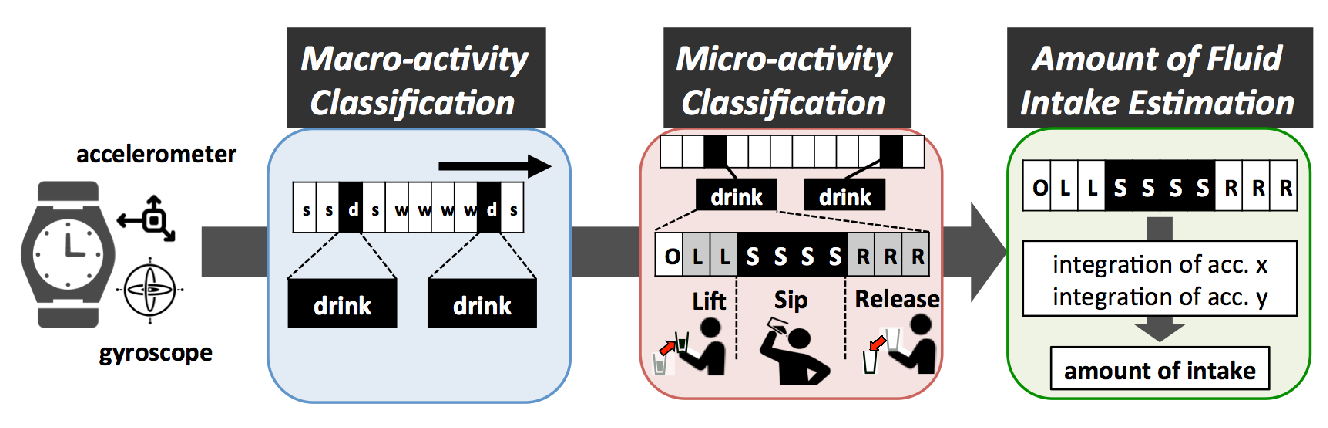 Macro-activity
Classification
Micro-activity
Classification
Amount of Fluid
Intake Estimation
accelerometer
gyroscope
s s d s w w w w d s
drink drink
drink drink
O L L S S S S R R R
Lift Sip Release
O L L S S S S R R R
integration of acc. x
integration of acc. y
amount of intake